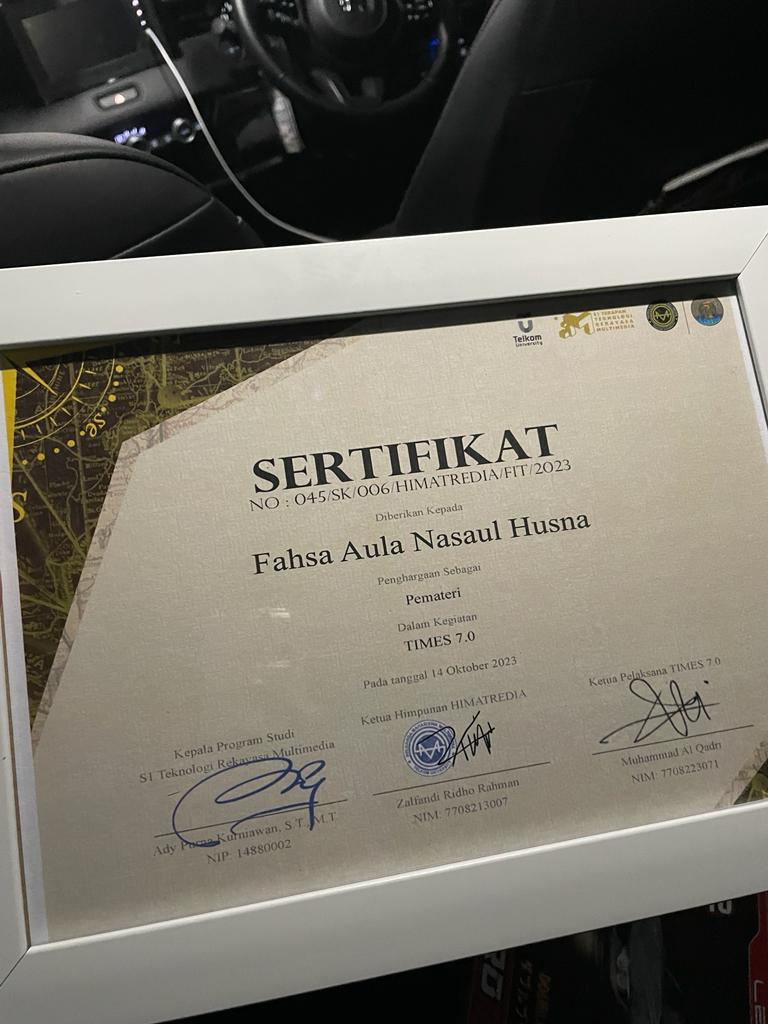 Telkom
University
S1 TERAPAN
TEKNOLOGI
REKAYASA
MULTIMEDIA
SERTIFIKAT
NO : 045/SK/006/HIMATREDIA/FIT/2023
Diberikan Kepada
Fahsa Aula Nasaul Husna
Penghargaan Sebagai
Pemateri
Dalam Kegiatan
TIMES 7.0
Pada tanggal 14 Oktober 2023
Kepala Program Studi
S1 Teknologi Rekayasa Multimedia
Ady Purna Kurniawan, S.T., M.T
NIP: 14880002
Ketua Himpunan HIMATREDIA
Zalfandi Ridho Rahman
NIM: 7708213007
Ketua Pelaksana TIMES 7.0
Muhammad Al Qadri
NIM: 7708223071